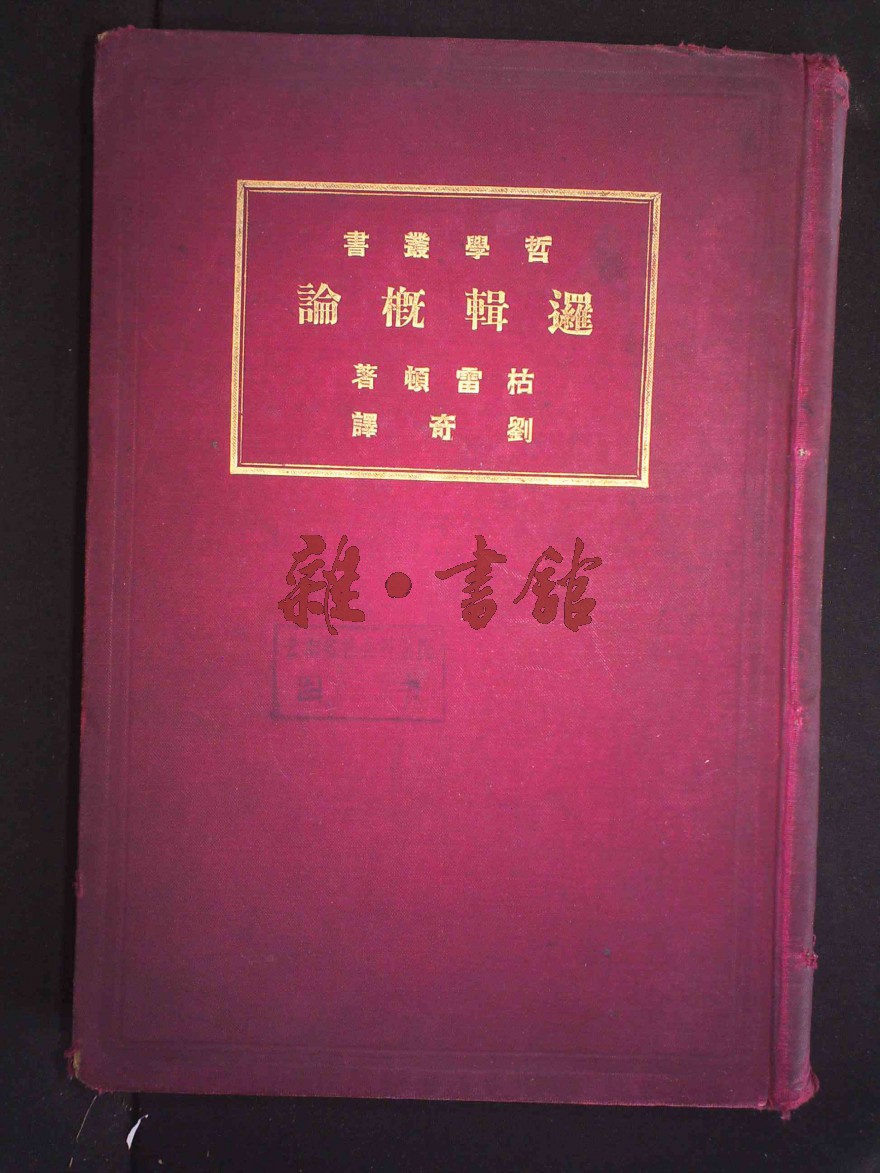 哲學叢書
邏輯概論
枯雷頓著
劉奇譯
雜·書館